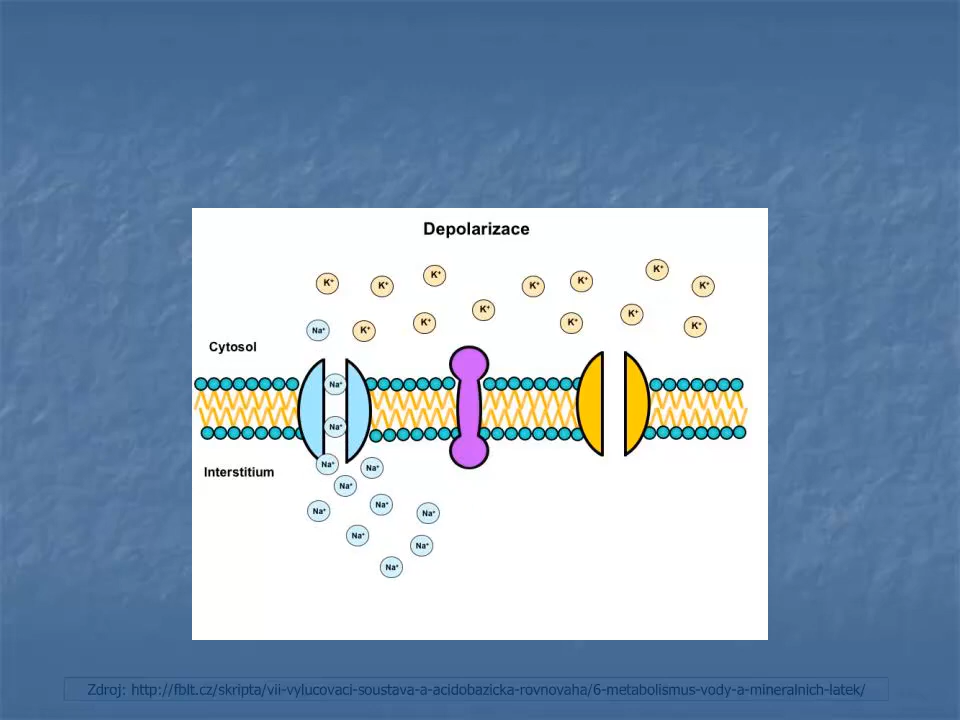 Depolarizace
K⁺ K⁺ K⁺ K⁺ K⁺ K⁺ K⁺
Na⁺ K⁺ K⁺ K⁺ K⁺ K⁺ K⁺
Cytosol
Na⁺
Na⁺
Interstitium
Na⁺ Na⁺
Na⁺
Na⁺ Na⁺ Na⁺
Na⁺ Na⁺
Na⁺
Zdroj: http://fblt.cz/skripta/vii-vylucovaci-soustava-a-acidobazicka-rovnovaha/6-metabolismus-vody-a-mineralnich-latek/